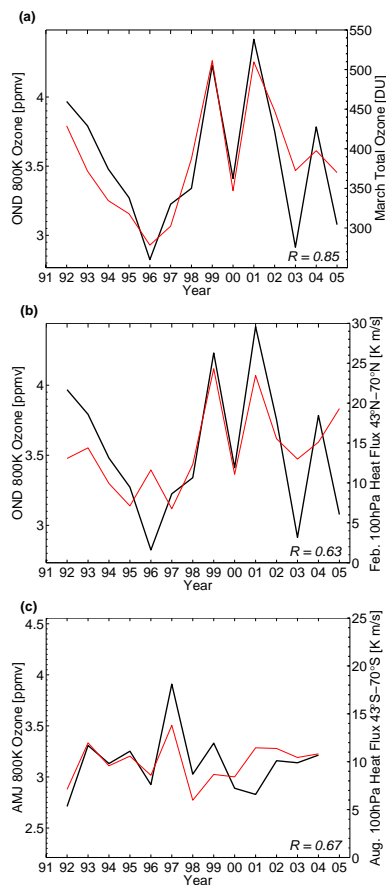 (a)
OND 800K Ozone [ppmv]
4
3.5
3
550
500
450
400
350
300
March Total Ozone [DU]
R = 0.85
91 92 93 94 95 96 97 98 99 00 01 02 03 04 05
Year
(b)
OND 800K Ozone [ppmv]
4
3.5
3
30
25
20
15
10
5
0
Feb. 100hPa Heat Flux 43°N−70°N [K m/s]
R = 0.63
91 92 93 94 95 96 97 98 99 00 01 02 03 04 05
Year
(c)
AMJ 800K Ozone [ppmv]
4.5
3.5
3
2.5
25
20
15
10
5
0
Aug. 100hPa Heat Flux 43°S−70°S [K m/s]
R = 0.67
91 92 93 94 95 96 97 98 99 00 01 02 03 04 05
Year